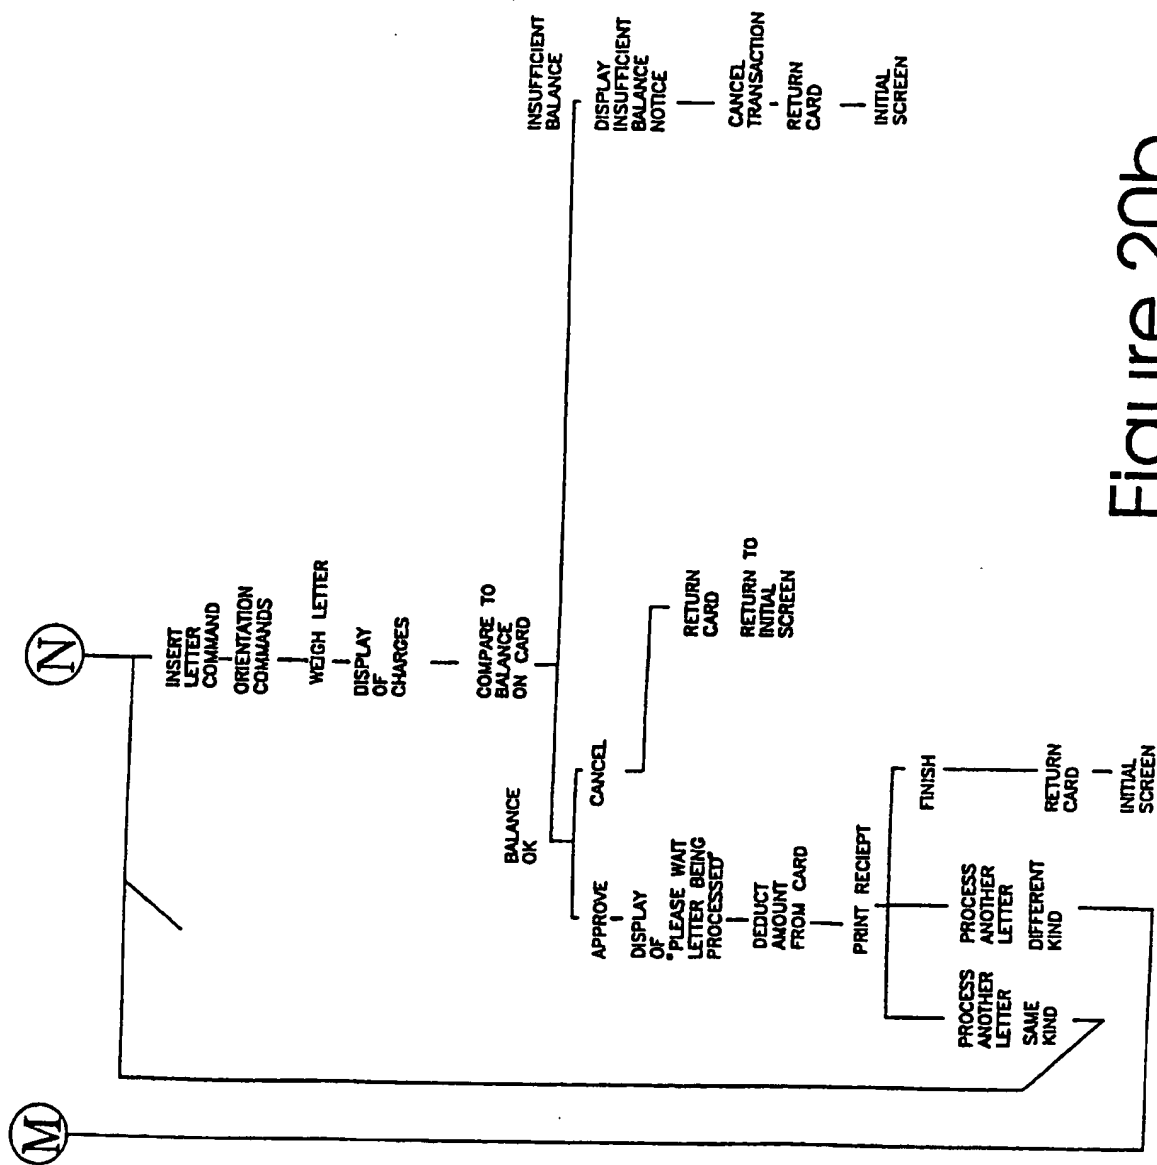 M
N
INSERT
LETTER
COMMAND
ORIENTATION
COMMANDS
WEIGH LETTER
DISPLAY
OF
CHARGES
COMPARE TO
BALANCE
ON CARD
BALANCE
OK
APPROVE
DISPLAY
OF
"PLEASE WAIT
LETTER BEING
PROCESSED"
DEDUCT
AMOUNT
FROM CARD
PRINT RECIEPT
PROCESS
ANOTHER
LETTER
SAME
KIND
PROCESS
ANOTHER
LETTER
DIFFERENT
KIND
FINISH
RETURN
CARD
INITIAL
SCREEN
CANCEL
RETURN
CARD
RETURN TO
INITIAL
SCREEN
INSUFFICIENT
BALANCE
DISPLAY
INSUFFICIENT
BALANCE
NOTICE
CANCEL
TRANSACTION
RETURN
CARD
INITIAL
SCREEN
Figure 20b